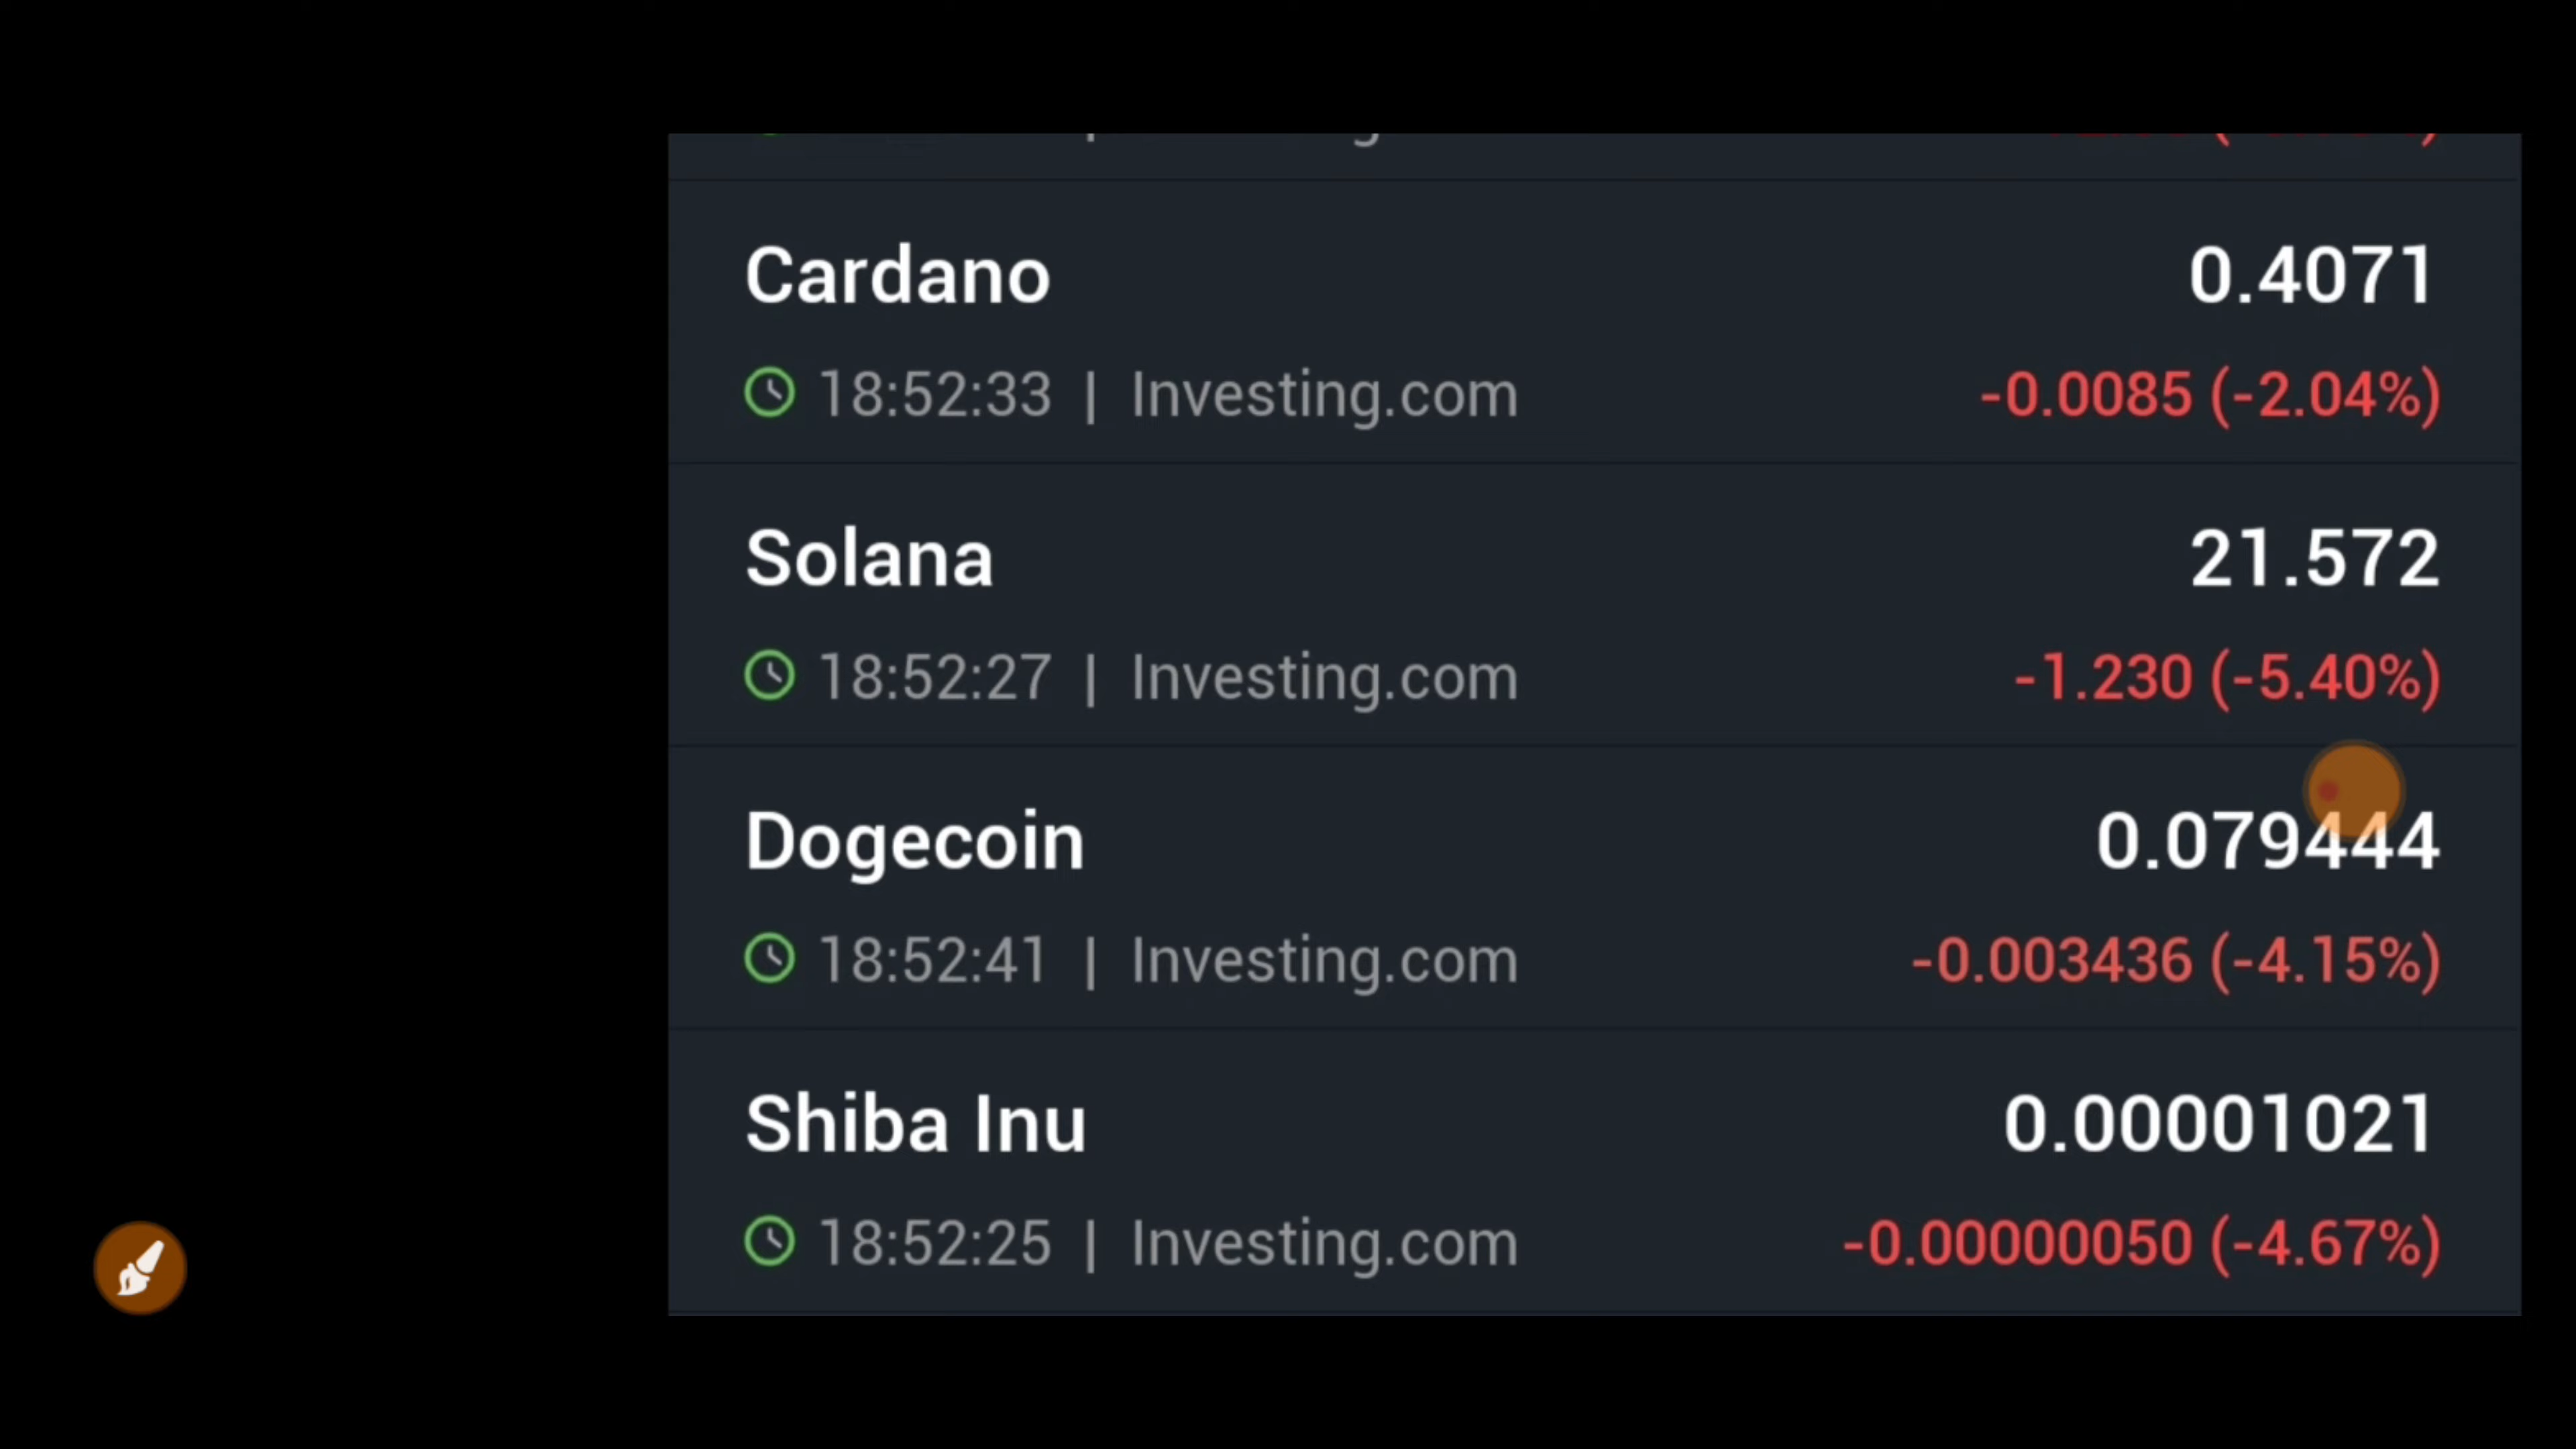 Cardano 0.4071
18:52:33 | Investing.com -0.0085 (-2.04%)
Solana 21.572
18:52:27 | Investing.com -1.230 (-5.40%)
Dogecoin 0.079444
18:52:41 | Investing.com -0.003436 (-4.15%)
Shiba Inu 0.00001021
18:52:25 | Investing.com -0.00000050 (-4.67%)